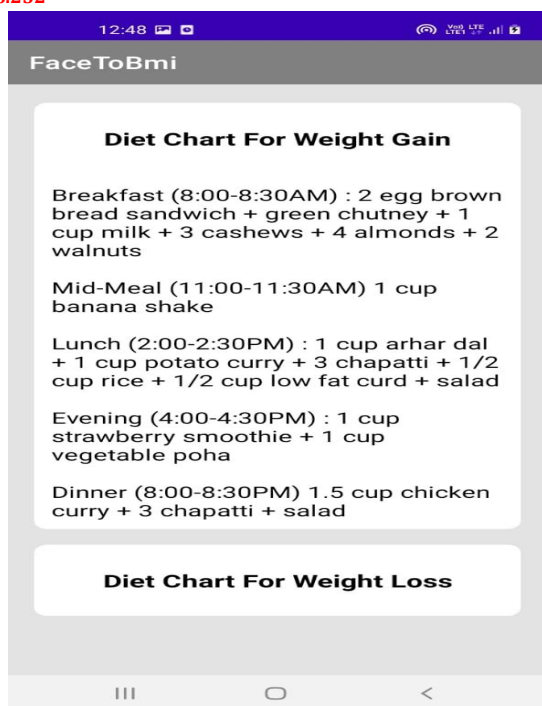 12:48
Vo) LTE
LTE1
FaceToBmi
Diet Chart For Weight Gain
Breakfast (8:00-8:30AM) : 2 egg brown
bread sandwich + green chutney + 1
cup milk + 3 cashews + 4 almonds + 2
walnuts
Mid-Meal (11:00-11:30AM) 1 cup
banana shake
Lunch (2:00-2:30PM) : 1 cup arhar dal
+ 1 cup potato curry + 3 chapatti + 1/2
cup rice + 1/2 cup low fat curd + salad
Evening (4:00-4:30PM) : 1 cup
strawberry smoothie + 1 cup
vegetable poha
Dinner (8:00-8:30PM) 1.5 cup chicken
curry + 3 chapatti + salad
Diet Chart For Weight Loss